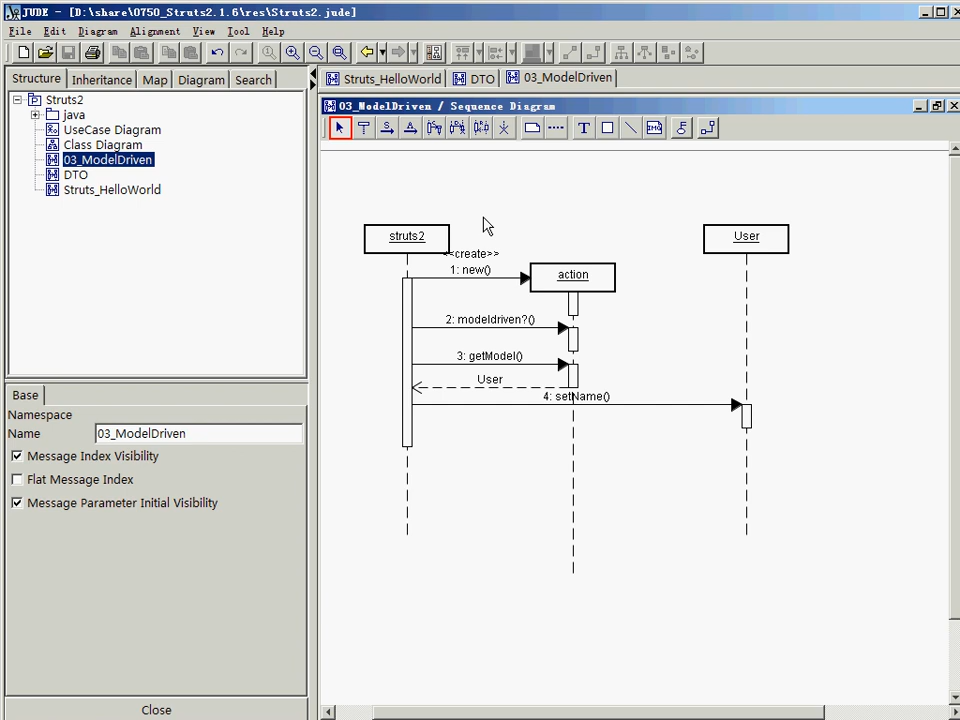 JUDE - [D:\share\0750_Struts2.1.6\res\Struts2.jude]
File Edit Diagram Alignment View Tool Help
Structure Inheritance Map Diagram Search
Struts2
java
UseCase Diagram
Class Diagram
03_ModelDriven
DTO
Struts_HelloWorld
Base
Namespace
Name 03_ModelDriven
Message Index Visibility
Flat Message Index
Message Parameter Initial Visibility
Close
Struts_HelloWorld DTO 03_ModelDriven
03_ModelDriven / Sequence Diagram
struts2
User
<<create>>
1: new()
action
2: modeldriven?()
3: getModel()
User
4: setName()